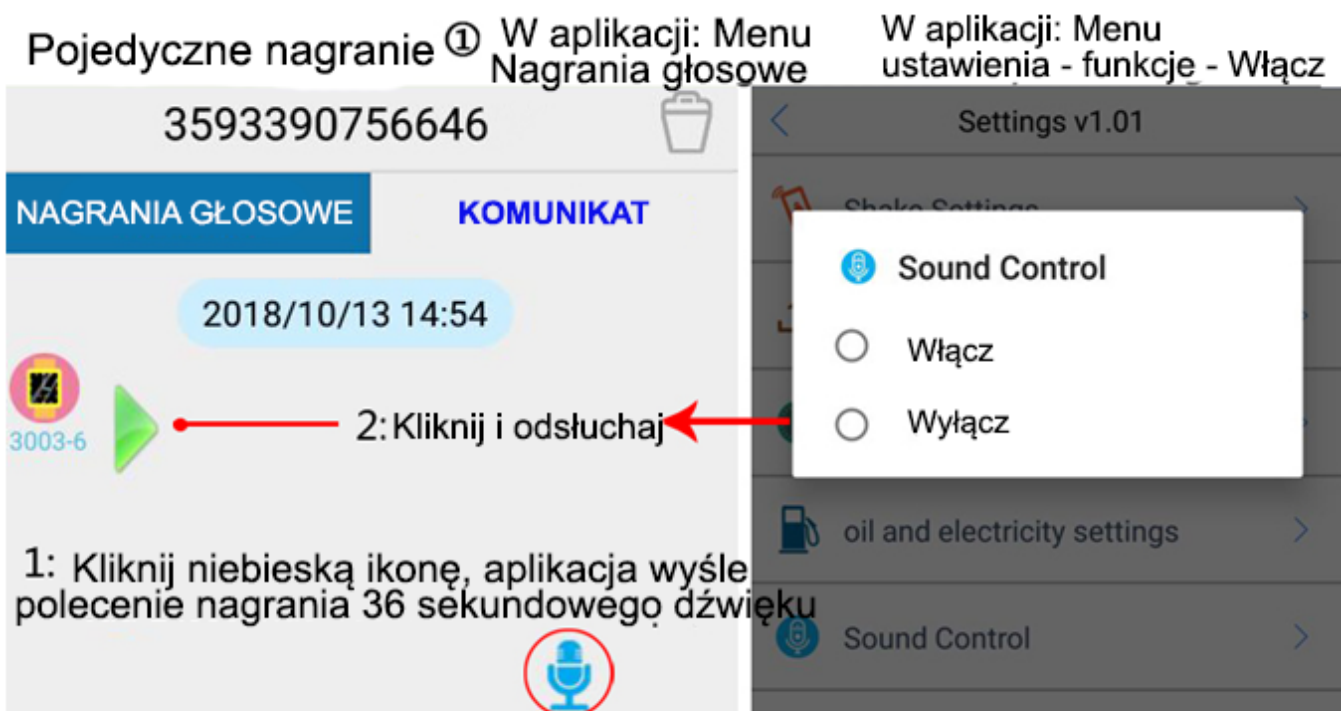 Pojedyczne nagranie ①
W aplikacji: Menu
Nagrania głosowe
W aplikacji: Menu
ustawienia - funkcje - Włącz
3593390756646
NAGRANIA GŁOSOWE
KOMUNIKAT
2018/10/13 14:54
3003-6
2: Kliknij i odsłuchaj
1: Kliknij niebieską ikonę, aplikacja wyśle
polecenie nagrania 36 sekundowego dźwięku
Settings v1.01
Shake Settings
Sound Control
Włącz
Wyłącz
oil and electricity settings
Sound Control